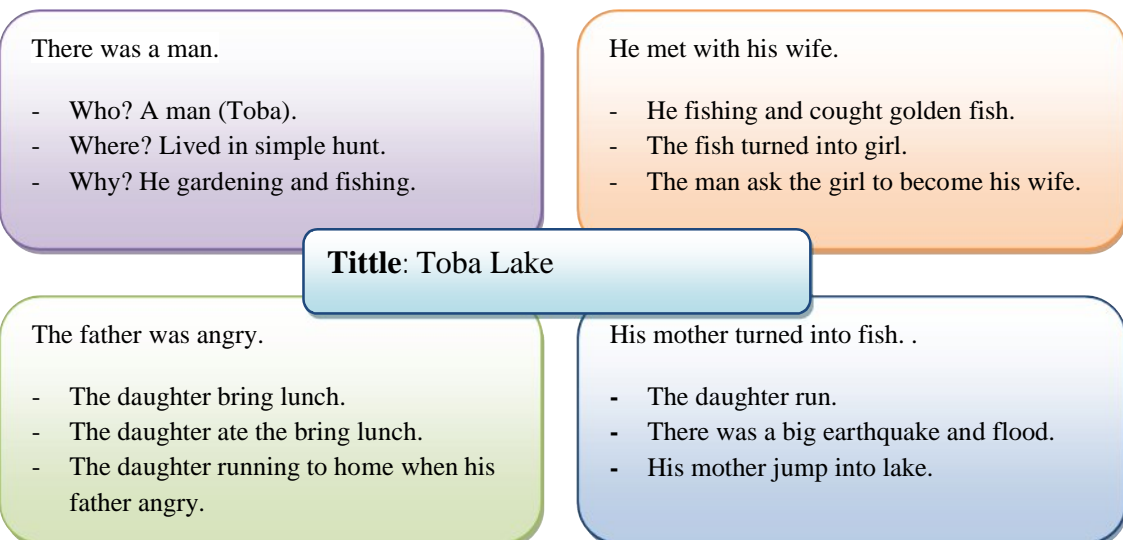 There was a man.
- Who? A man (Toba).
- Where? Lived in simple hunt.
- Why? He gardening and fishing.
He met with his wife.
- He fishing and cought golden fish.
- The fish turned into girl.
- The man ask the girl to become his wife.
Tittle: Toba Lake
The father was angry.
- The daughter bring lunch.
- The daughter ate the bring lunch.
- The daughter running to home when his
father angry.
His mother turned into fish. .
- The daughter run.
- There was a big earthquake and flood.
- His mother jump into lake.